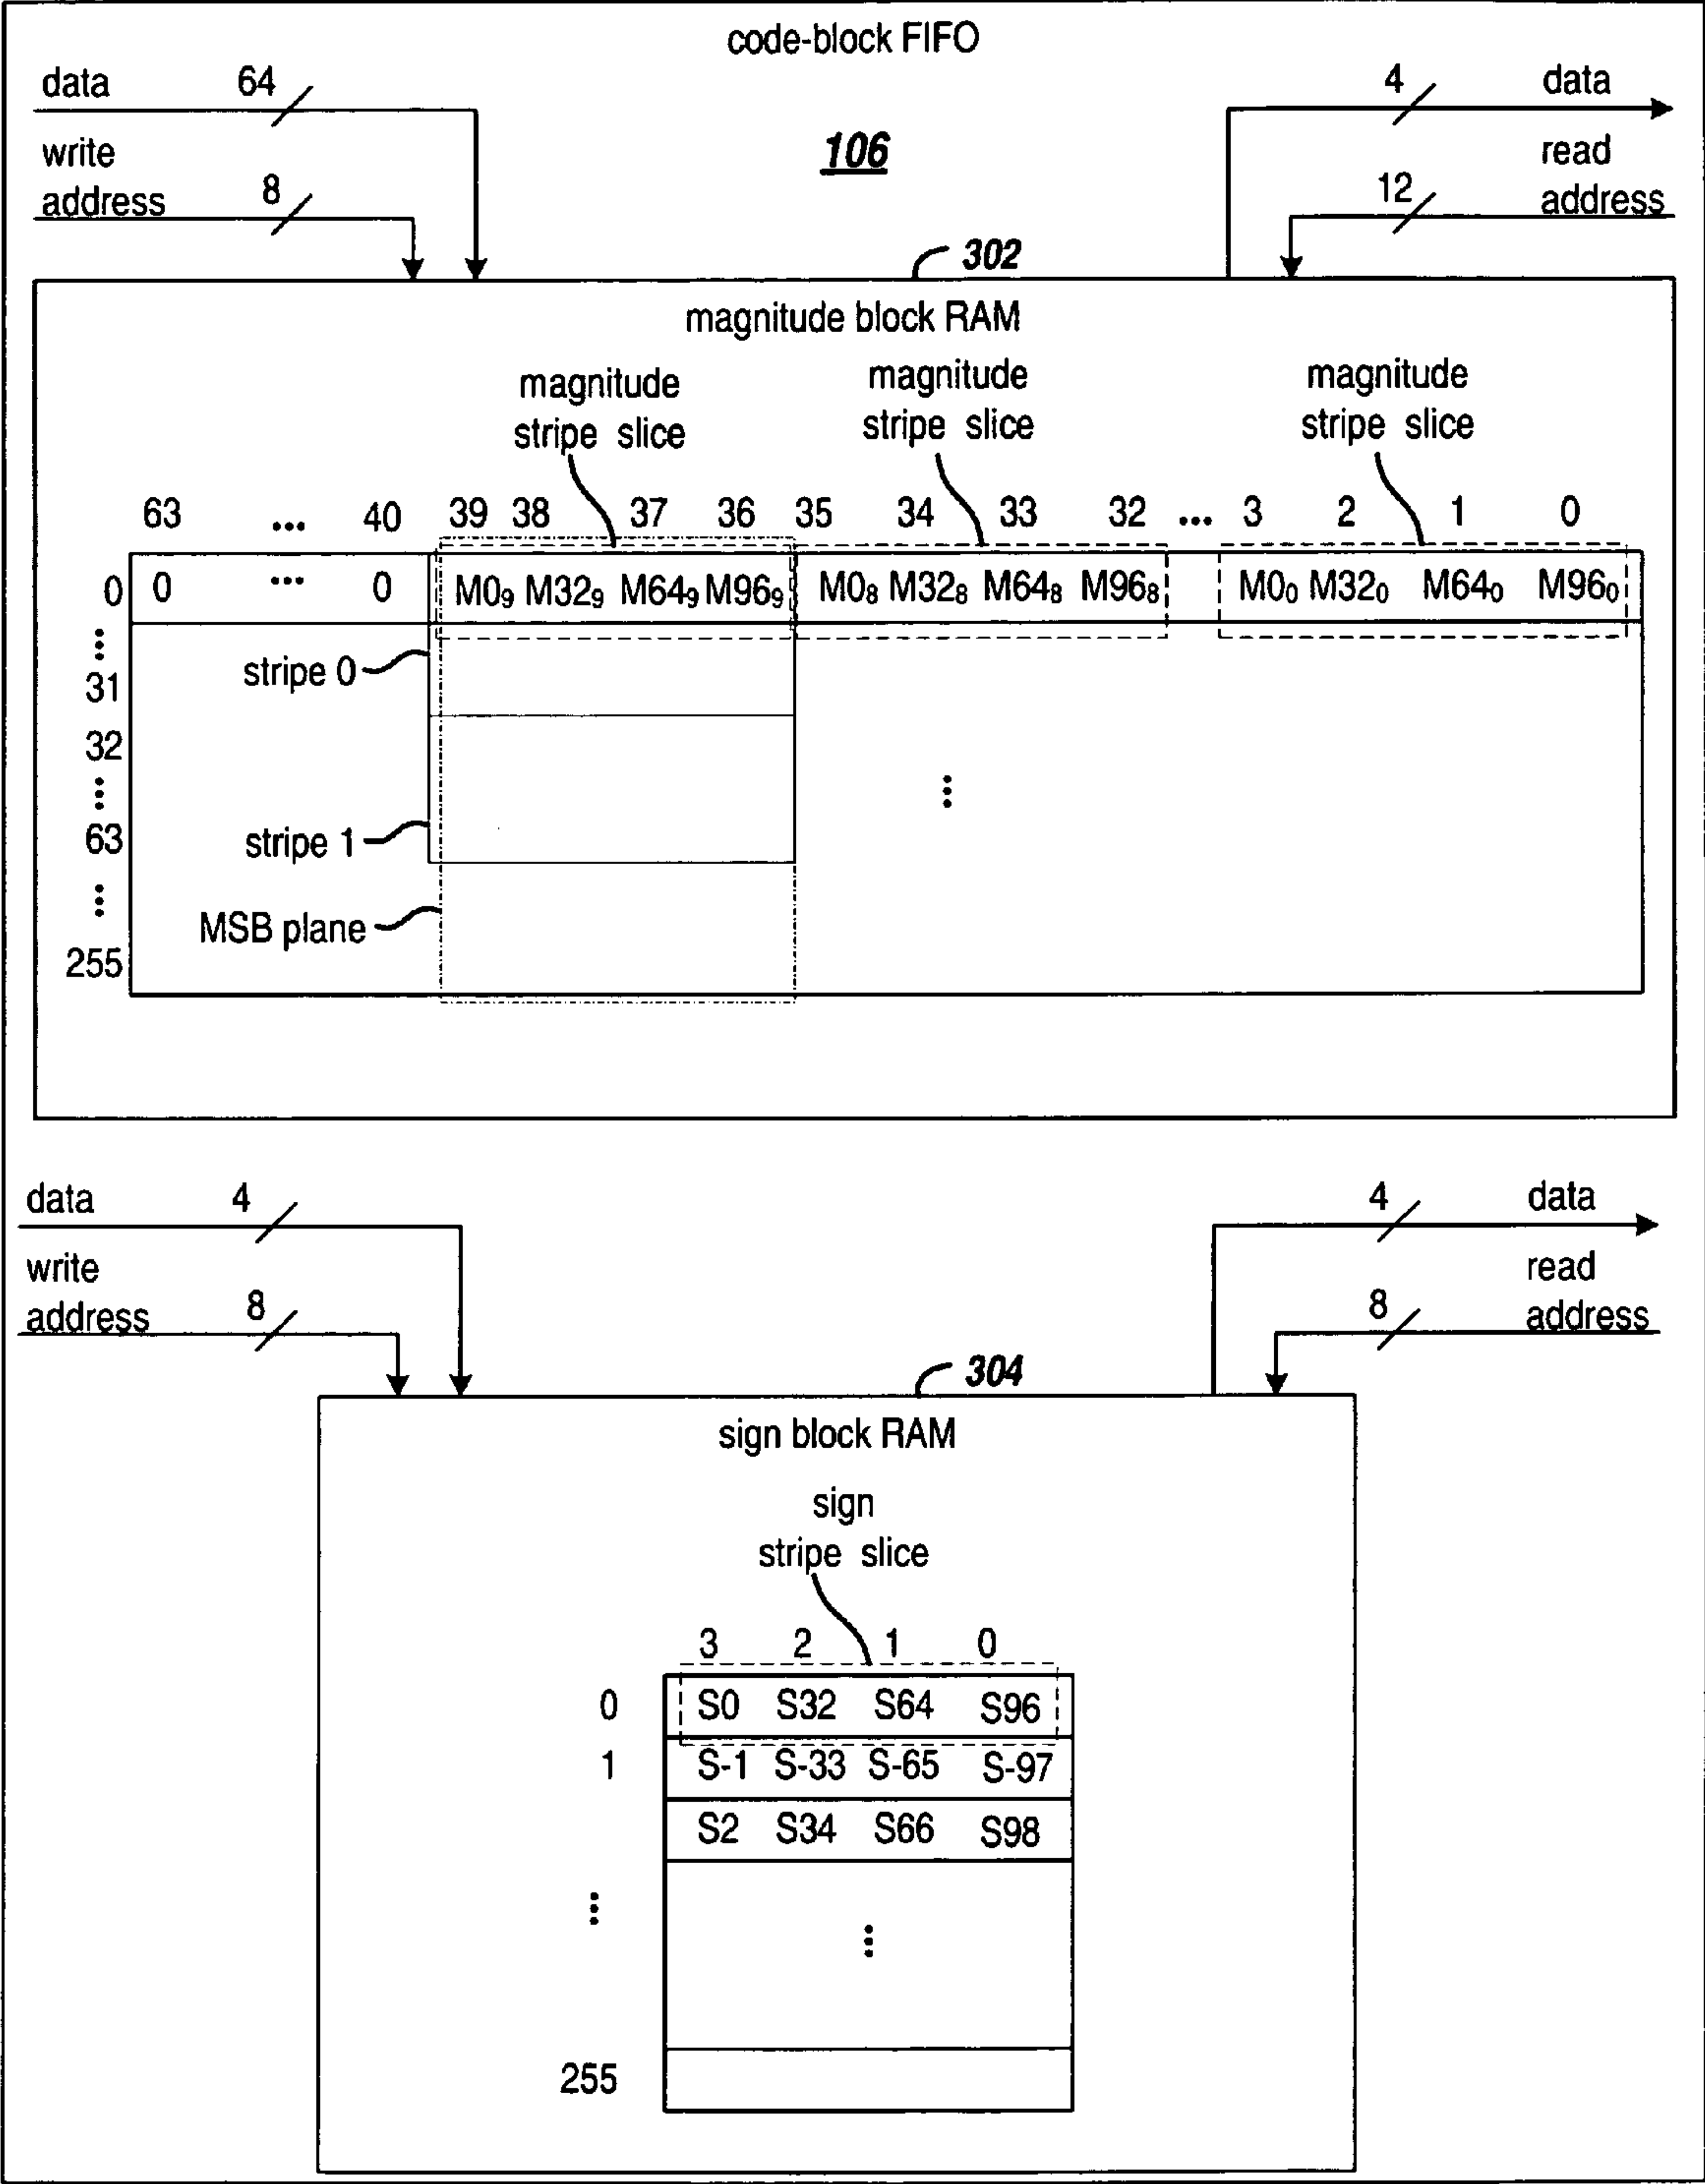 code-block FIFO
data 64
4 data
write address 8
106
12 read address
302
magnitude block RAM
magnitude stripe slice
magnitude stripe slice
magnitude stripe slice
63 ... 40 39 38 37 36 35 34 33 32 ... 3 2 1 0
0 0 ... 0 M0₉ M32₉ M64₉ M96₉ M0₈ M32₈ M64₈ M96₈ M0₀ M32₀ M64₀ M96₀
...
stripe 0
31
32
...
...
63
stripe 1
...
MSB plane
255
data 4
4 data
write address 8
8 read address
304
sign block RAM
sign
stripe slice
3 2 1 0
0 S0 S32 S64 S96
1 S-1 S-33 S-65 S-97
S2 S34 S66 S98
...
...
255